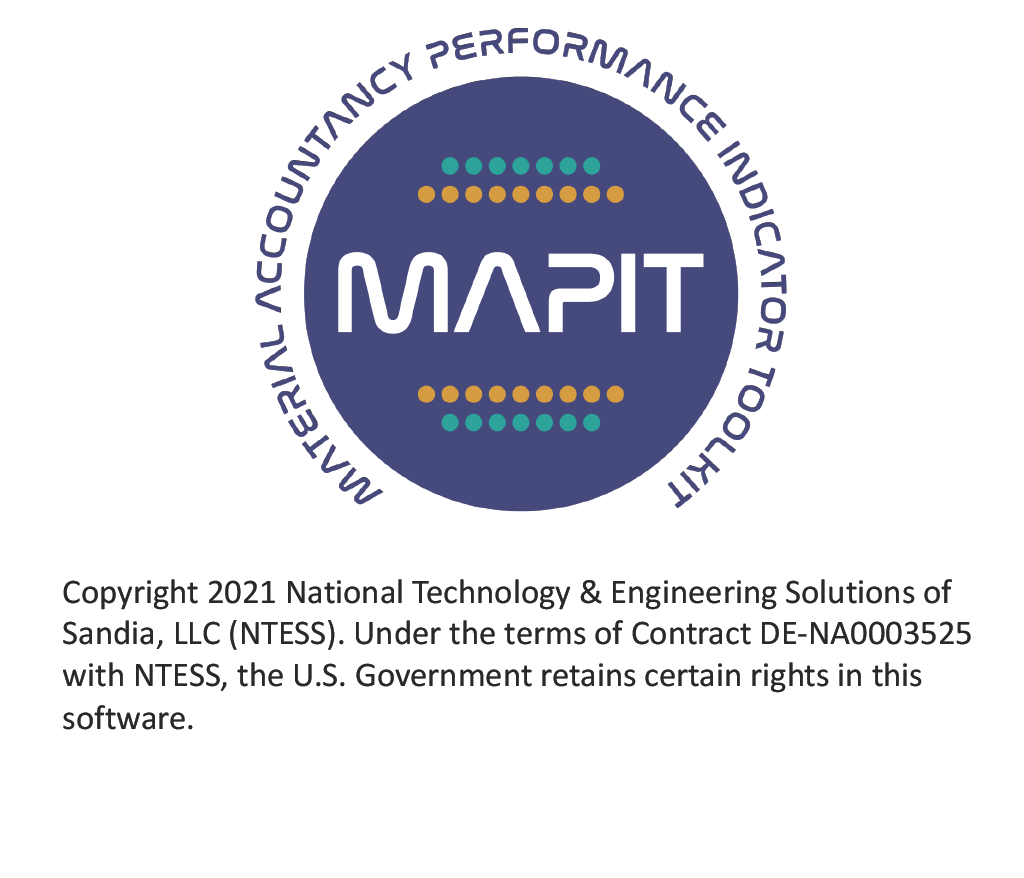 MATERIAL ACCOUNTANCY PERFORMANCE INDICATOR TOOLKIT
MAPIT
Copyright 2021 National Technology & Engineering Solutions of
Sandia, LLC (NTESS). Under the terms of Contract DE-NA0003525
with NTESS, the U.S. Government retains certain rights in this
software.